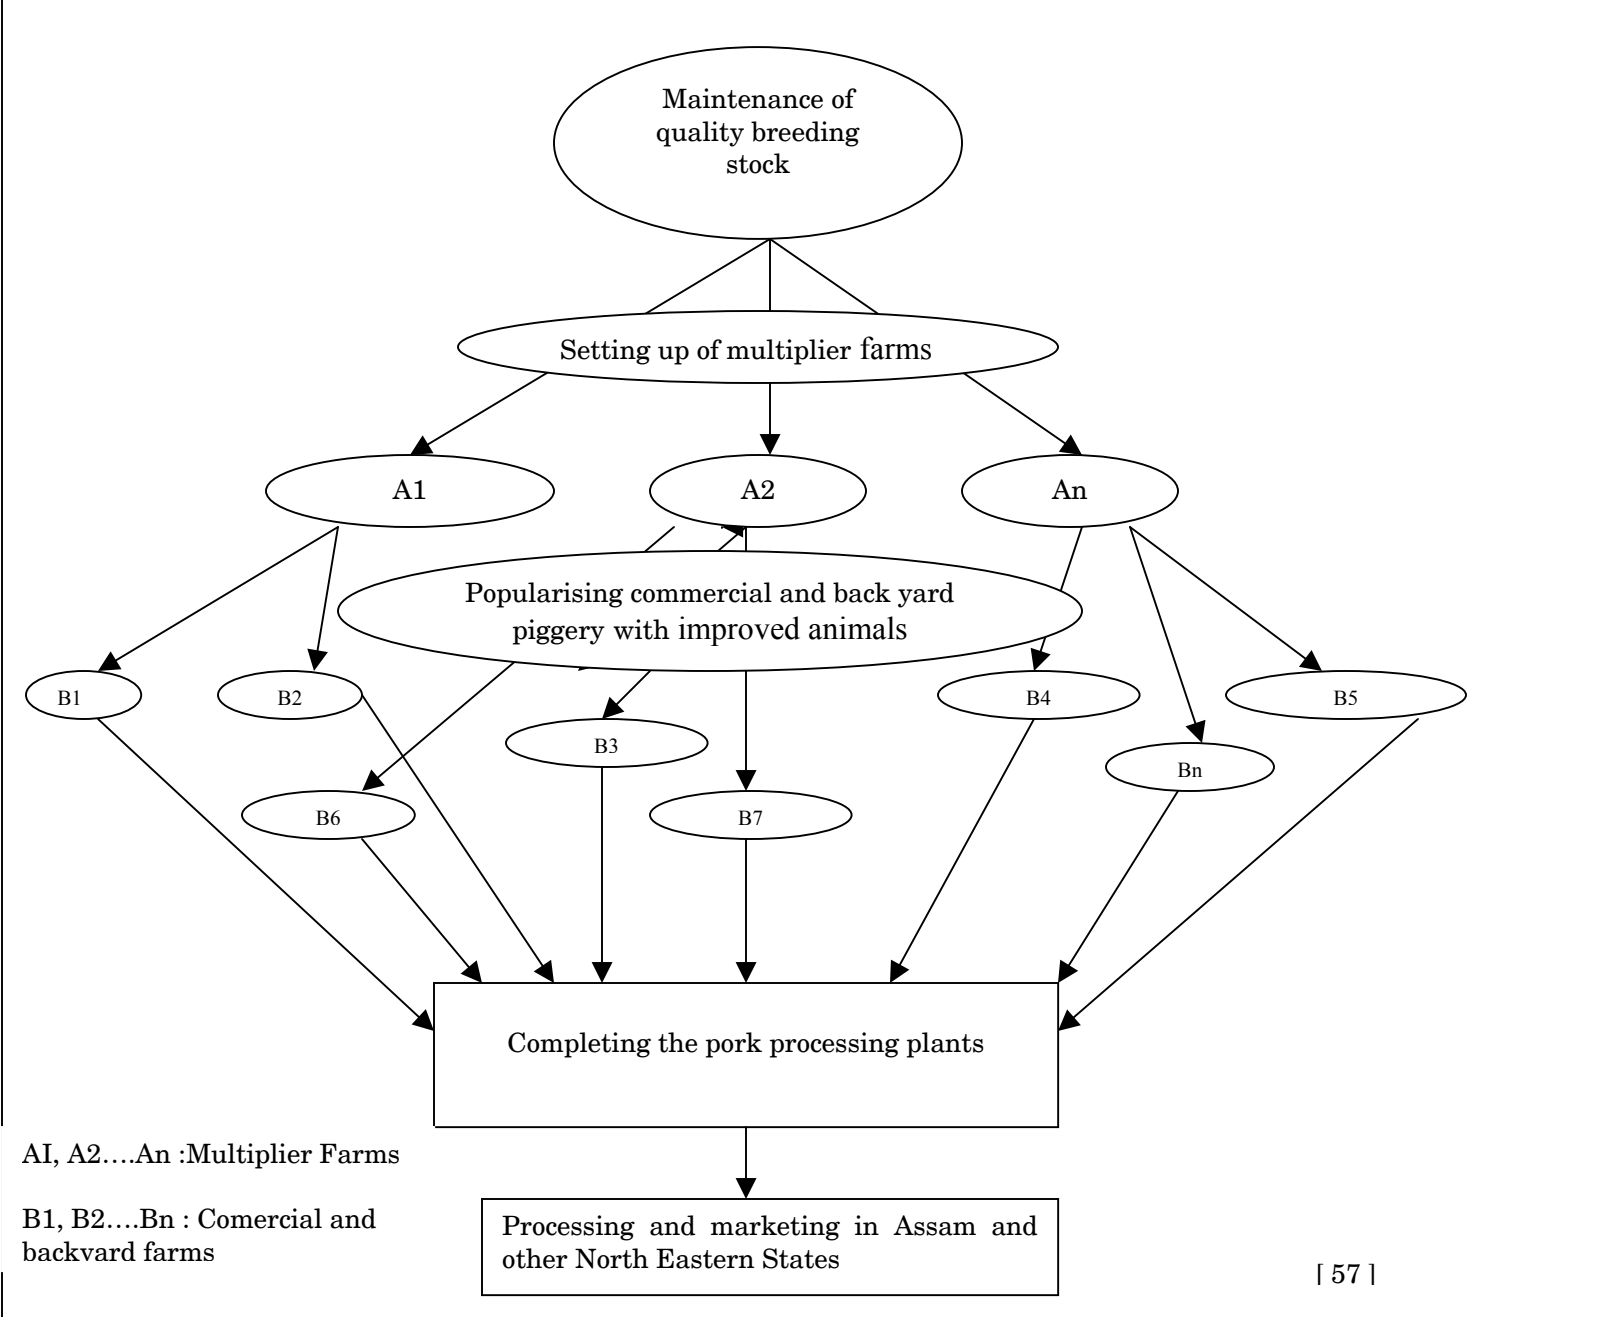 Maintenance of
quality breeding
stock
Setting up of multiplier farms
A1
A2
An
Popularising commercial and back yard
piggery with improved animals
B1
B2
B3
B4
B5
Bn
B6
B7
Completing the pork processing plants
AI, A2....An :Multiplier Farms
B1, B2....Bn : Comercial and
backyard farms
Processing and marketing in Assam and
other North Eastern States
[ 57 ]